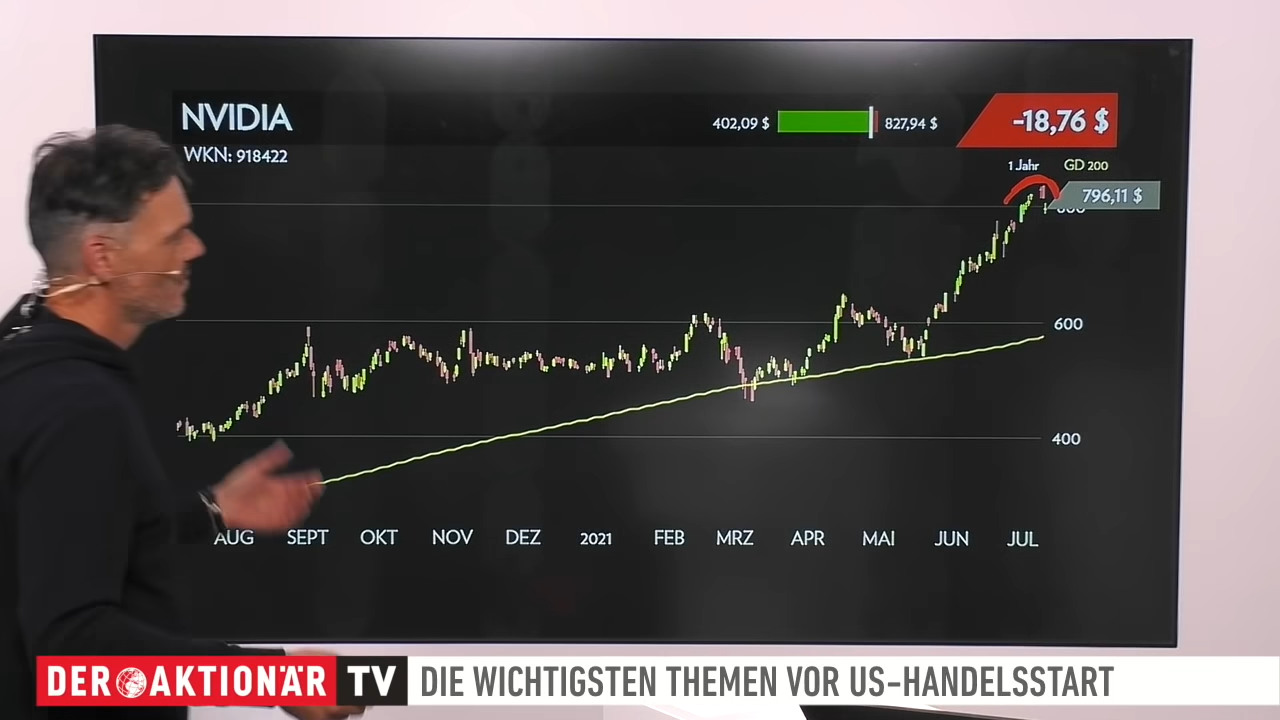 NVIDIA
WKN: 918422
402,09 $
827,94 $
-18,76 $
1 Jahr
GD 200
796,11 $
600
400
AUG SEPT OKT NOV DEZ 2021 FEB MRZ APR MAI JUN JUL
DER AKTIONÄR TV
DIE WICHTIGSTEN THEMEN VOR US-HANDELSSTART